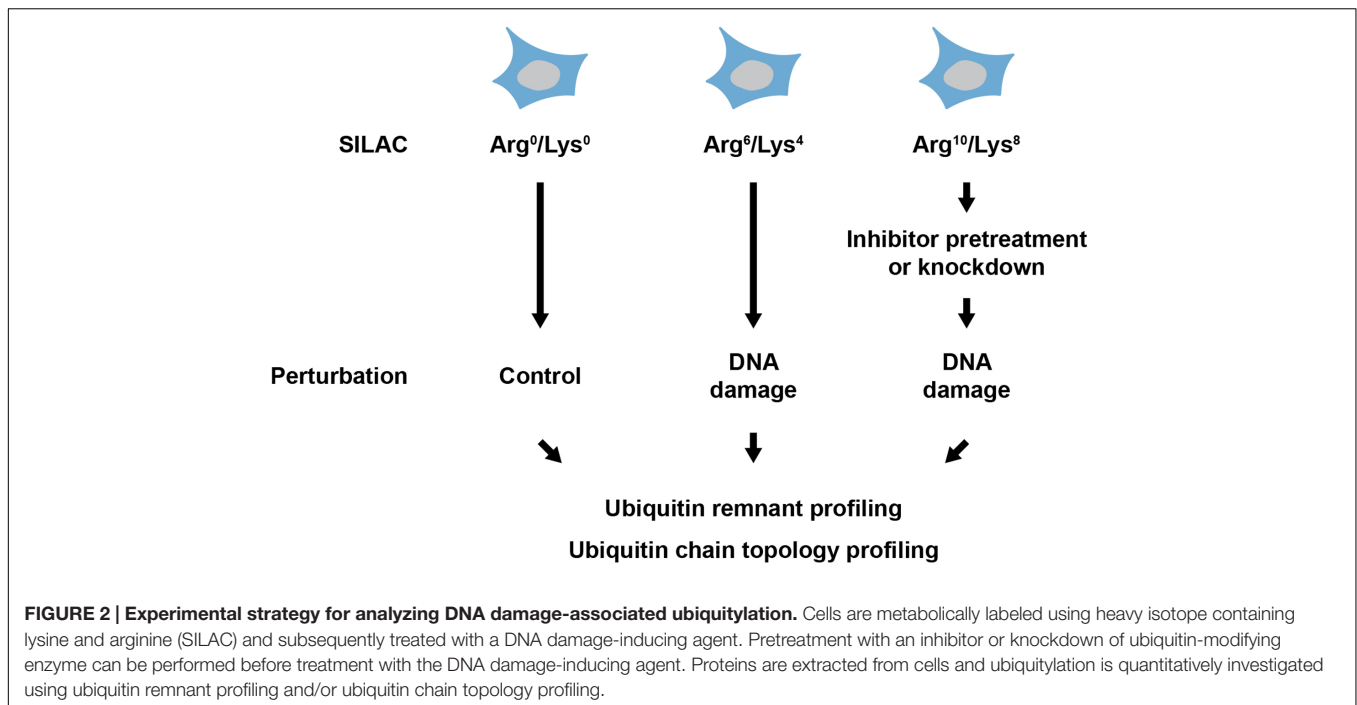 SILAC Arg⁰/Lys⁰ Arg⁶/Lys⁴ Arg¹⁰/Lys⁸
Inhibitor pretreatment
or knockdown
Perturbation Control DNA damage DNA damage
Ubiquitin remnant profiling
Ubiquitin chain topology profiling
FIGURE 2 | Experimental strategy for analyzing DNA damage-associated ubiquitylation. Cells are metabolically labeled using heavy isotope containing
lysine and arginine (SILAC) and subsequently treated with a DNA damage-inducing agent. Pretreatment with an inhibitor or knockdown of ubiquitin-modifying
enzyme can be performed before treatment with the DNA damage-inducing agent. Proteins are extracted from cells and ubiquitylation is quantitatively investigated
using ubiquitin remnant profiling and/or ubiquitin chain topology profiling.